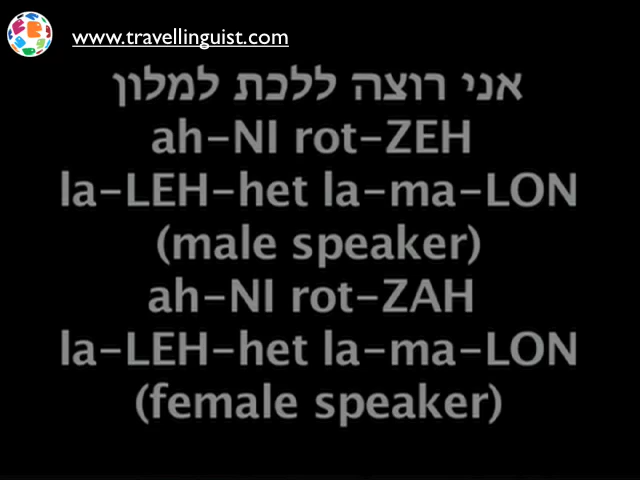 www.travellinguist.com
אני רוצה ללכת למלון
ah-NI rot-ZEH
la-LEH-het la-ma-LON
(male speaker)
ah-NI rot-ZAH
la-LEH-het la-ma-LON
(female speaker)